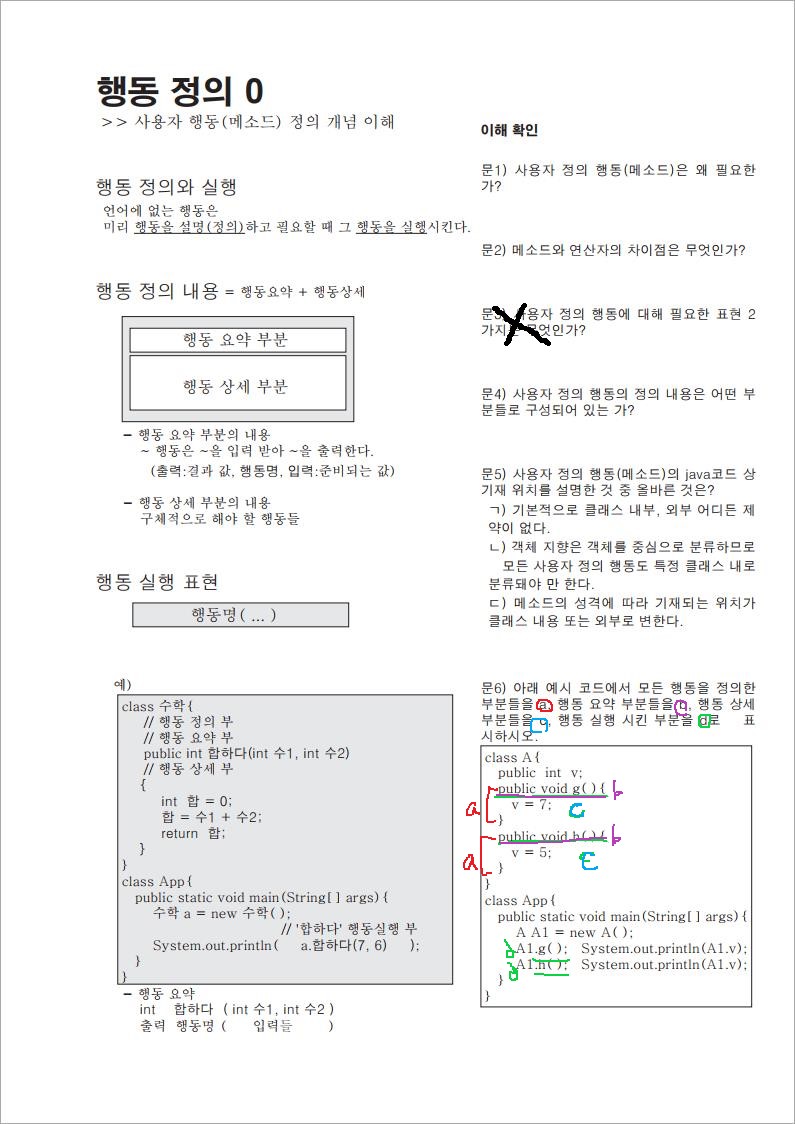 행동 정의 0
>> 사용자 행동(메소드) 정의 개념 이해
행동 정의와 실행
언어에 없는 행동은
미리 행동을 설명(정의)하고 필요할 때 그 행동을 실행시킨다.
행동 정의 내용 = 행동요약 + 행동상세
행동 요약 부분
행동 상세 부분
– 행동 요약 부분의 내용
~ 행동은 ~을 입력 받아 ~을 출력한다.
(출력:결과 값, 행동명, 입력:준비되는 값)
– 행동 상세 부분의 내용
구체적으로 해야 할 행동들
행동 실행 표현
행동명( ... )
예)
class 수학{
// 행동 정의 부
// 행동 요약 부
public int 합하다(int 수1, int 수2)
// 행동 상세 부
{
int 합 = 0;
합 = 수1 + 수2;
return 합;
}
}
class App{
public static void main(String[] args){
수학 a = new 수학();
// '합하다' 행동실행 부
System.out.println( a.합하다(7, 6) );
}
}
– 행동 요약
int 합하다 ( int 수1, int 수2 )
출력 행동명 ( 입력들 )
이해 확인
문1) 사용자 정의 행동(메소드)은 왜 필요한
가?
문2) 메소드와 연산자의 차이점은 무엇인가?
문3) 사용자 정의 행동에 대해 필요한 표현 2
가지는 무엇인가?
문4) 사용자 정의 행동의 정의 내용은 어떤 부
분들로 구성되어 있는 가?
문5) 사용자 정의 행동(메소드)의 java코드 상
기재 위치를 설명한 것 중 올바른 것은?
ㄱ) 기본적으로 클래스 내부, 외부 어디든 제
약이 없다.
ㄴ) 객체 지향은 객체를 중심으로 분류하므로
모든 사용자 정의 행동도 특정 클래스 내로
분류돼야 만 한다.
ㄷ) 메소드의 성격에 따라 기재되는 위치가
클래스 내용 또는 외부로 변한다.
문6) 아래 예시 코드에서 모든 행동을 정의한
부분들을 a, 행동 요약 부분들을 b, 행동 상세
부분들을 c, 행동 실행 시킨 부분을 d로 표
시하시오.
class A{
public int v;
public void g(){ b
a v = 7; c
}
public void h(){ b
a v = 5; c
}
}
class App{
public static void main(String[] args){
A A1 = new A();
A1.g(); System.out.println(A1.v);
A1.h(); System.out.println(A1.v);
}
}